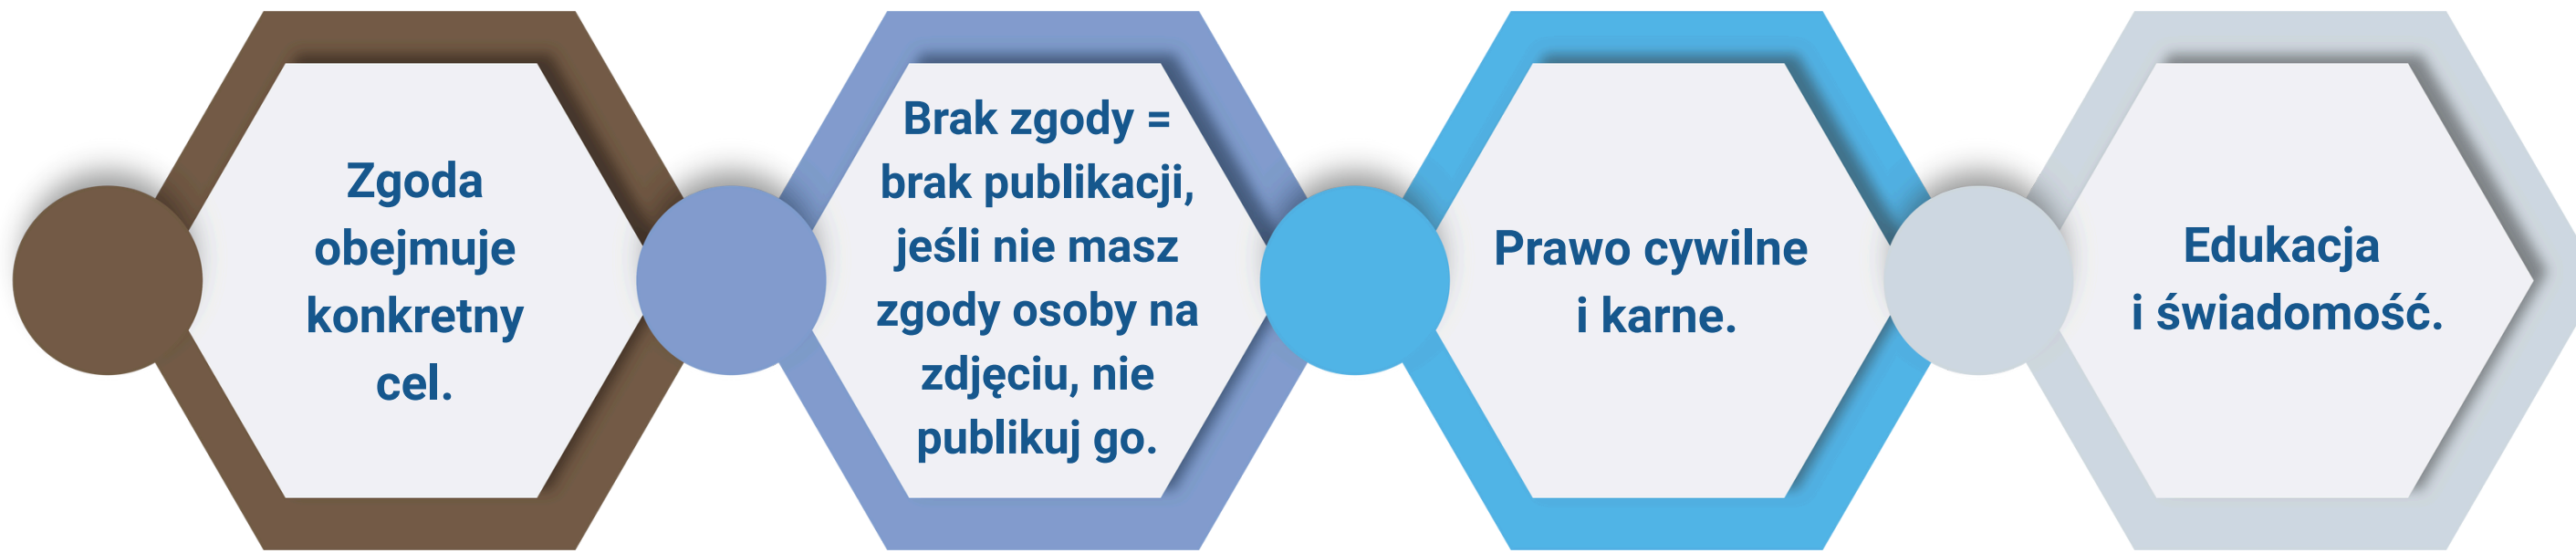 Zgoda
obejmuje
konkretny
cel.
Brak zgody =
brak publikacji,
jeśli nie masz
zgody osoby na
zdjęciu, nie
publikuj go.
Prawo cywilne
i karne.
Edukacja
i świadomość.